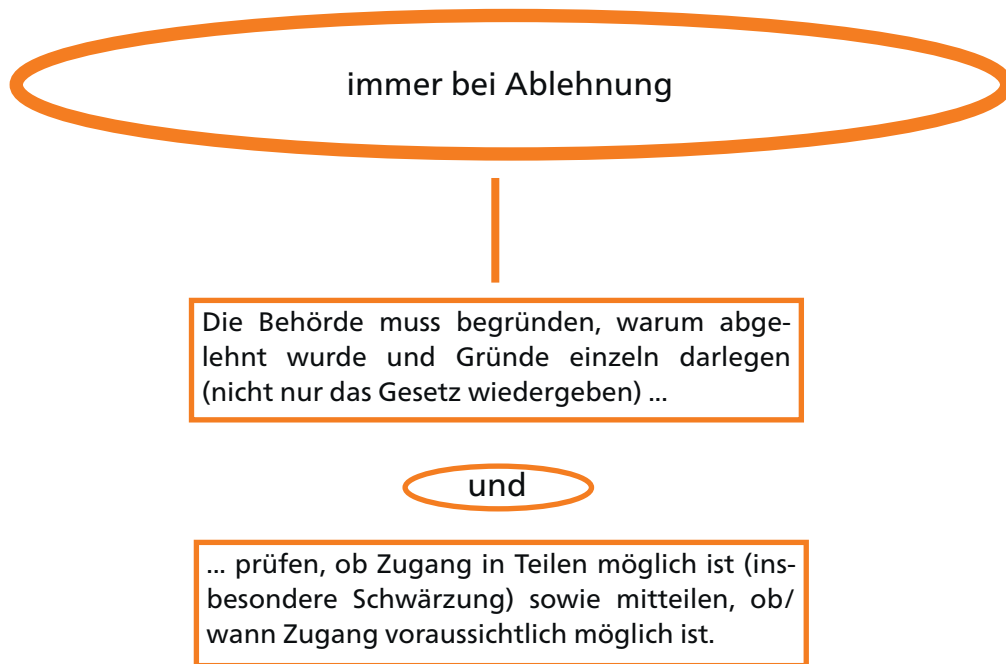 immer bei Ablehnung
Die Behörde muss begründen, warum abge-
lehnt wurde und Gründe einzeln darlegen
(nicht nur das Gesetz wiedergeben) ...
und
... prüfen, ob Zugang in Teilen möglich ist (ins-
besondere Schwärzung) sowie mitteilen, ob/
wann Zugang voraussichtlich möglich ist.